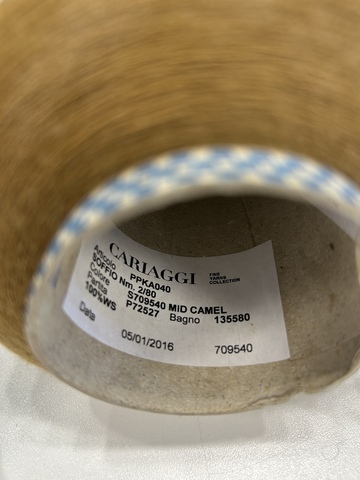 CARIAGGI FINE YARNS COLLECTION
Articolo PPKA040
SOFFIO Nm. 2/80
Colore S709540 MID CAMEL
Partita P72527 Bagno 135580
100%WS
Data 05/01/2016 709540